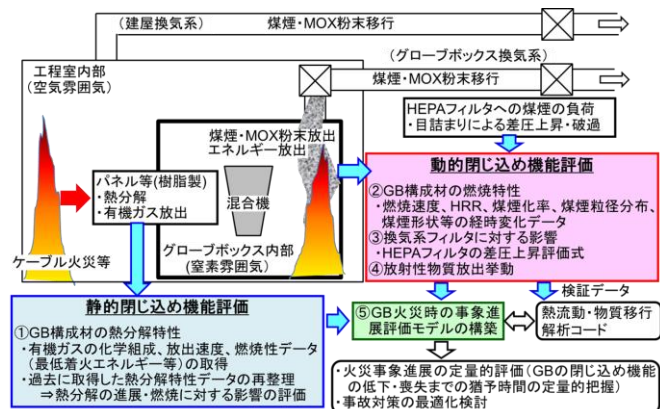 (建屋換気系)
煤煙・MOX粉末移行
(グローブボックス換気系)
煤煙・MOX粉末移行
工程室内部
(空気雰囲気)
HEPAフィルタへの煤煙の負荷
・目詰まりによる差圧上昇・破過
煤煙・MOX粉末放出
エネルギー放出
パネル等(樹脂製)
・熱分解
・有機ガス放出
混合機
グローブボックス内部
(窒素雰囲気)
ケーブル火災等
動的閉じ込め機能評価
②GB構成材の燃焼特性
・燃焼速度、HRR、煤煙化率、煤煙粒径分布、
煤煙形状等の経時変化データ
③換気系フィルタに対する影響
・HEPAフィルタの差圧上昇評価式
④放射性物質放出挙動
検証データ
静的閉じ込め機能評価
①GB構成材の熱分解特性
・有機ガスの化学組成、放出速度、燃焼性データ
(最低着火エネルギー等)の取得
・過去に取得した熱分解特性データの再整理
⇒熱分解の進展・燃焼に対する影響の評価
⑤GB火災時の事象進
展評価モデルの構築
熱流動・物質移行
解析コード
・火災事象進展の定量的評価(GBの閉じ込め機能
の低下・喪失までの猶予時間の定量的把握)
・事故対策の最適化検討